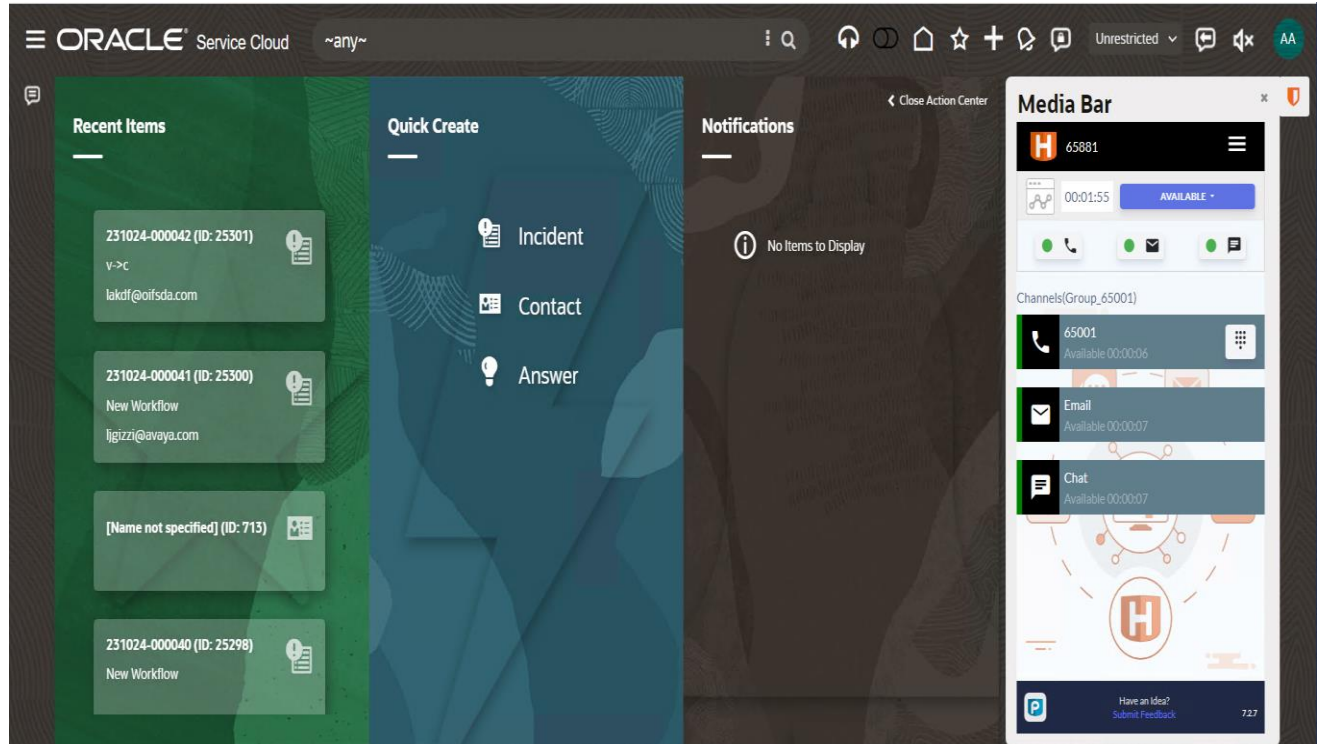 ORACLE Service Cloud
~any~
Unrestricted
AA
Recent Items
231024-000042 (ID: 25301)
v->c
lakdf@oifsda.com
231024-000041 (ID: 25300)
New Workflow
ljgizzi@avaya.com
[Name not specified] (ID: 713)
231024-000040 (ID: 25298)
New Workflow
Quick Create
Incident
Contact
Answer
Close Action Center
Notifications
No Items to Display
Media Bar
×
H
65881
00:01:55
AVAILABLE
Channels(Group_65001)
65001
Available 00:00:06
Email
Available 00:00:07
Chat
Available 00:00:07
H
P
Have an Idea?
Submit Feedback
7.2.7